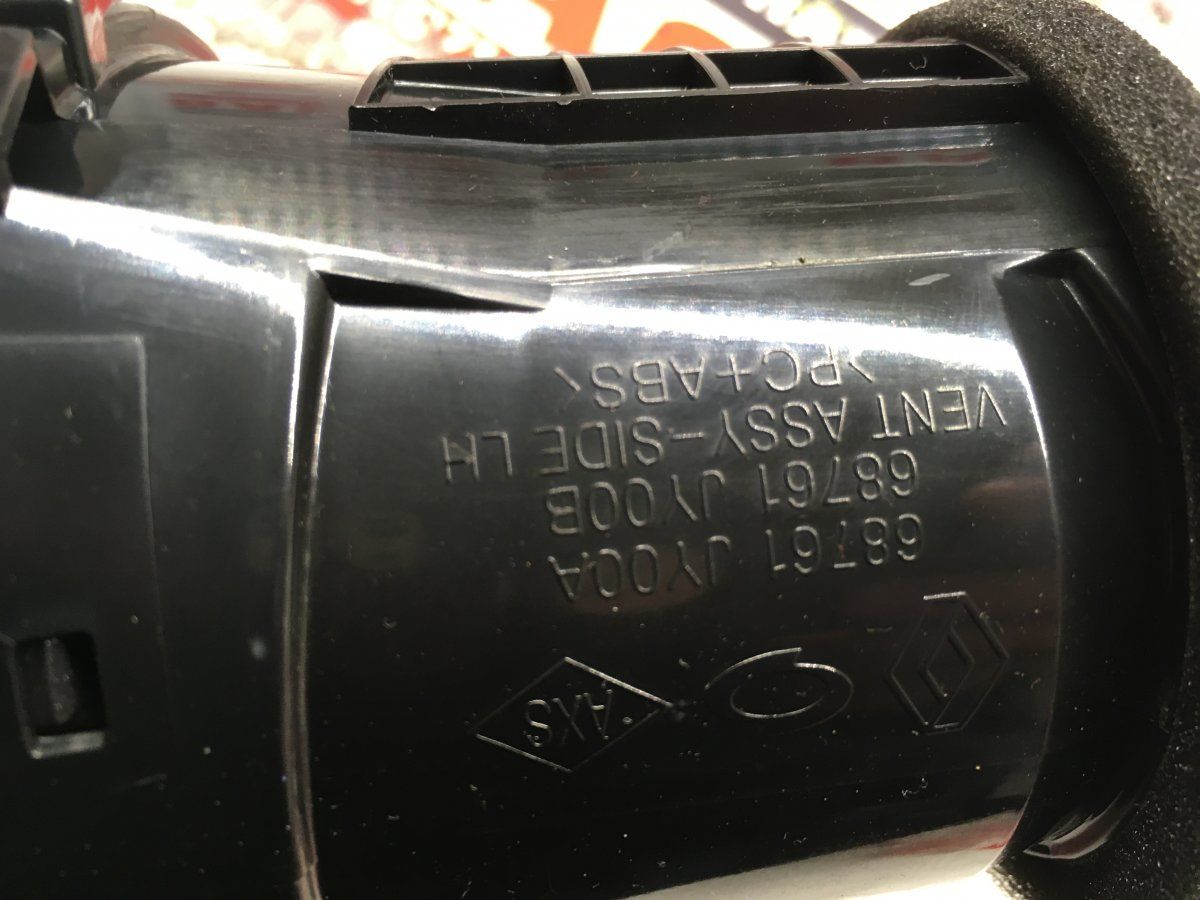 AXS
68761 JY00A
68761 JY00B
VENT ASSY-SIDE LH
>PC+ABS<